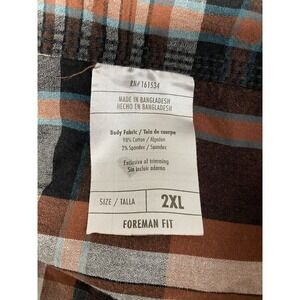 RN# 161534
MADE IN BANGLADESH
HECHO EN BANGLADESH
Body Fabric / Tela de cuerpo
98% Cotton / Algodon
2% Spandex / Spandex
Exclusive of trimming
Sin incluir adorno
SIZE / TALLA 2XL
FOREMAN FIT